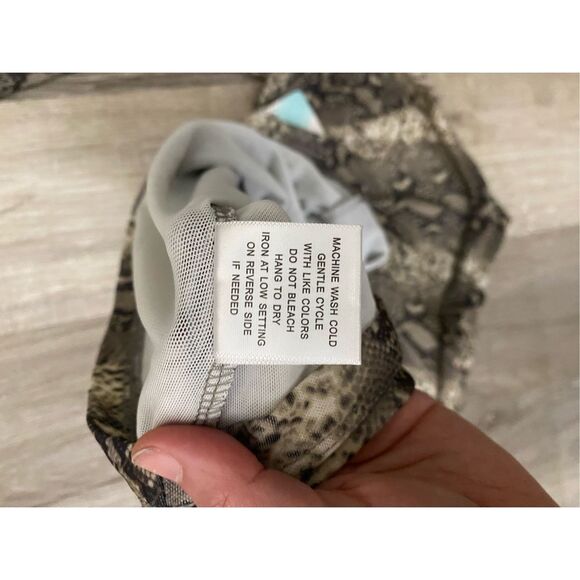 MACHINE WASH COLD
GENTLE CYCLE
WITH LIKE COLORS
DO NOT BLEACH
HANG TO DRY
IRON AT LOW SETTING
ON REVERSE SIDE
IF NEEDED